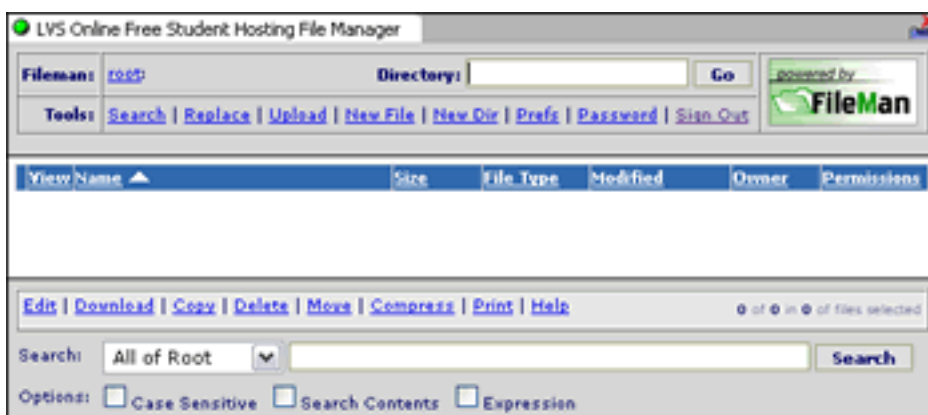 LVS Online Free Student Hosting File Manager
Fileman: root: Directory: Go powered by
FileMan
Tools: Search | Replace | Upload | New File | New Dir | Prefs | Password | Sign Out
View Name Size File Type Modified Owner Permissions
Edit | Download | Copy | Delete | Move | Compress | Print | Help 0 of 0 in 0 of files selected
Search: All of Root Search
Options: Case Sensitive Search Contents Expression